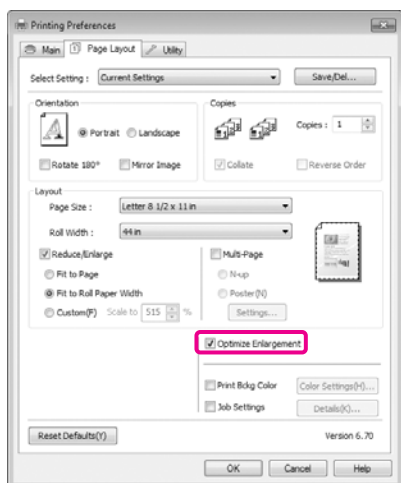 Printing Preferences
Main Page Layout Utility
Select Setting : Current Settings Save/Del...
Orientation
Portrait Landscape
Rotate 180° Mirror Image
Copies
Copies : 1
Collate Reverse Order
Layout
Page Size : Letter 8 1/2 x 11 in
Roll Width : 44 in
Reduce/Enlarge
Fit to Page
Fit to Roll Paper Width
Custom(F) Scale to 515 %
Multi-Page
N-up
Poster(N)
Settings...
Optimize Enlargement
Print Bckg Color Color Settings(H)...
Job Settings Details(K)...
Reset Defaults(Y) Version 6.70
OK Cancel Help